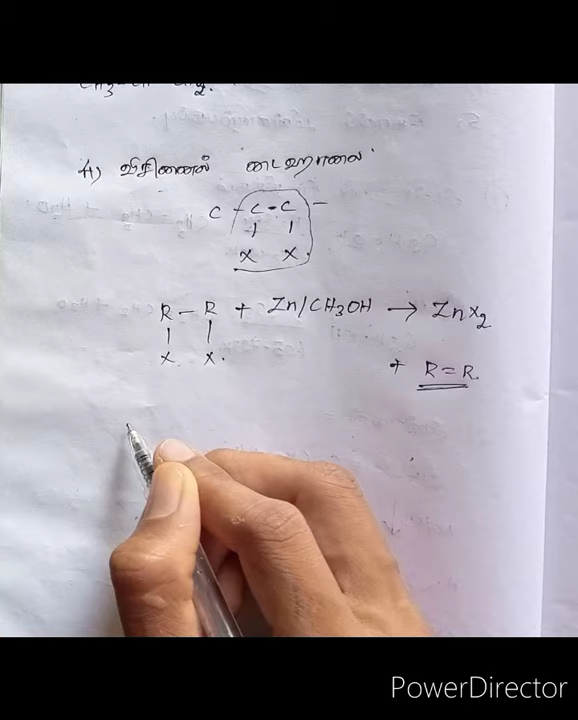 4) விசினைல் டைஹாலை
C - C - C -
X X
R - R + Zn/CH3OH → ZnX2
X X.
+ R = R.
PowerDirector